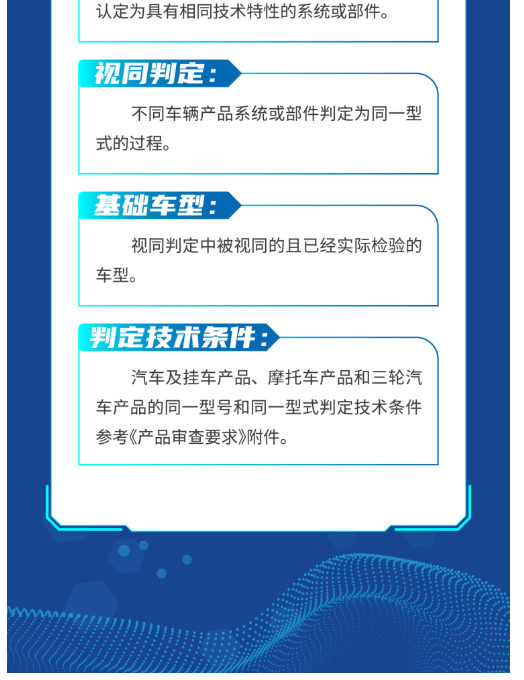 认定为具有相同技术特性的系统或部件。
视同判定：
不同车辆产品系统或部件判定为同一型
式的过程。
基础车型：
视同判定中被视同的且已经实际检验的
车型。
判定技术条件：
汽车及挂车产品、摩托车产品和三轮汽
车产品的同一型号和同一型式判定技术条件
参考《产品审查要求》附件。